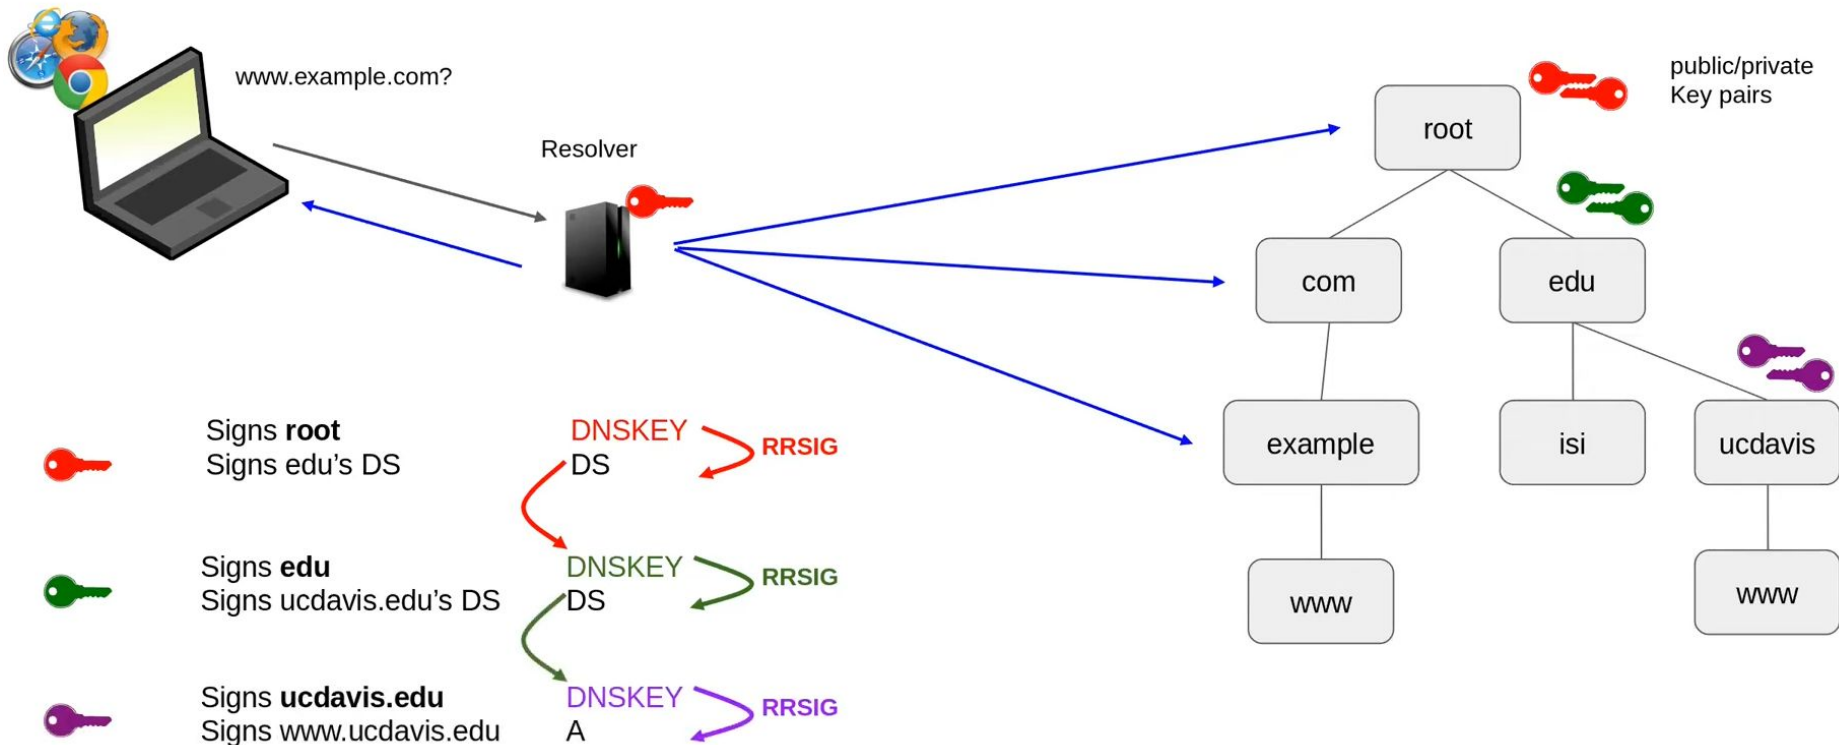 www.example.com?
Resolver
public/private
Key pairs
root
com
edu
example
isi
ucdavis
www
www
Signs root
Signs edu's DS
DNSKEY
DS
RRSIG
Signs edu
Signs ucdavis.edu's DS
DNSKEY
DS
RRSIG
Signs ucdavis.edu
Signs www.ucdavis.edu
DNSKEY
A
RRSIG